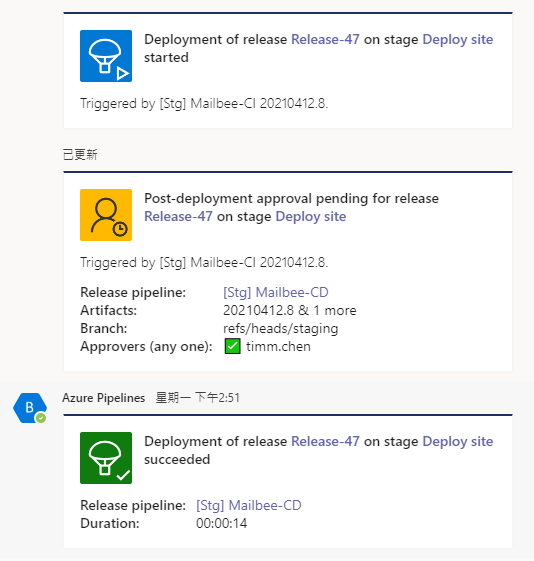 Deployment of release Release-47 on stage Deploy site
started
Triggered by [Stg] Mailbee-CI 20210412.8.
已更新
Post-deployment approval pending for release
Release-47 on stage Deploy site
Triggered by [Stg] Mailbee-CI 20210412.8.
Release pipeline: [Stg] Mailbee-CD
Artifacts: 20210412.8 & 1 more
Branch: refs/heads/staging
Approvers (any one): ✅ timm.chen
B
Azure Pipelines 星期一 下午2:51
Deployment of release Release-47 on stage Deploy site
succeeded
Release pipeline: [Stg] Mailbee-CD
Duration: 00:00:14